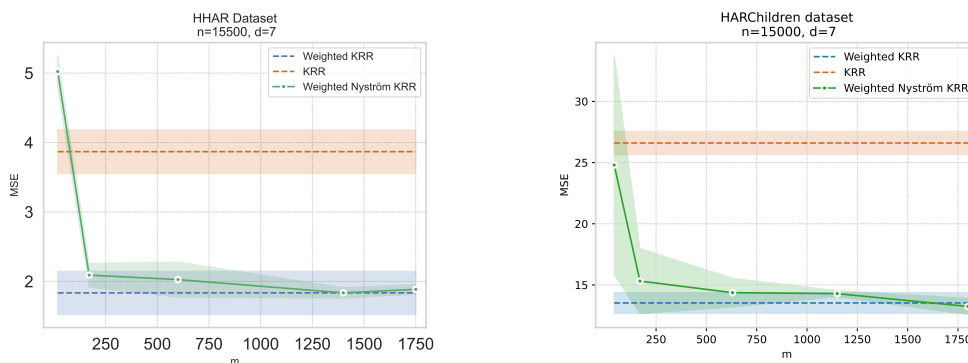 HHAR Dataset
n=15500, d=7
Weighted KRR
KRR
Weighted Nyström KRR
MSE
5
4
3
2
250 500 750 1000 1250 1500 1750
m
HARChildren dataset
n=15000, d=7
Weighted KRR
KRR
Weighted Nyström KRR
MSE
30
25
20
15
250 500 750 1000 1250 1500 1750
m